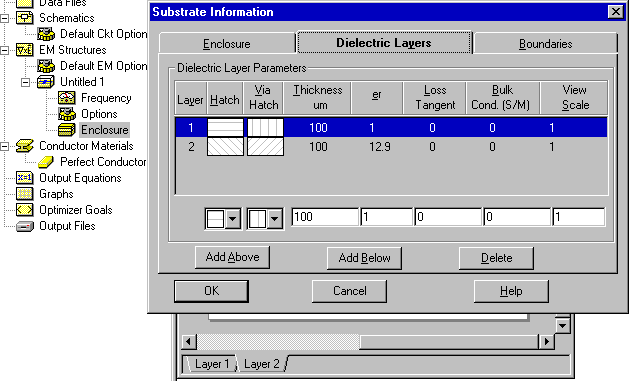 Data Files
Schematics
Default Ckt Option
EM Structures
Default EM Option
Untitled 1
Frequency
Options
Enclosure
Conductor Materials
Perfect Conductor
x=1 Output Equations
Graphs
Optimizer Goals
Output Files
Substrate Information
Enclosure Dielectric Layers Boundaries
Dielectric Layer Parameters
Layer Hatch Via Hatch Thickness um er Loss Tangent Bulk Cond. (S/M) View Scale
1 100 1 0 0 1
2 100 12.9 0 0 1
100 1 0 0 1
Add Above Add Below Delete
OK Cancel Help
Layer 1 Layer 2